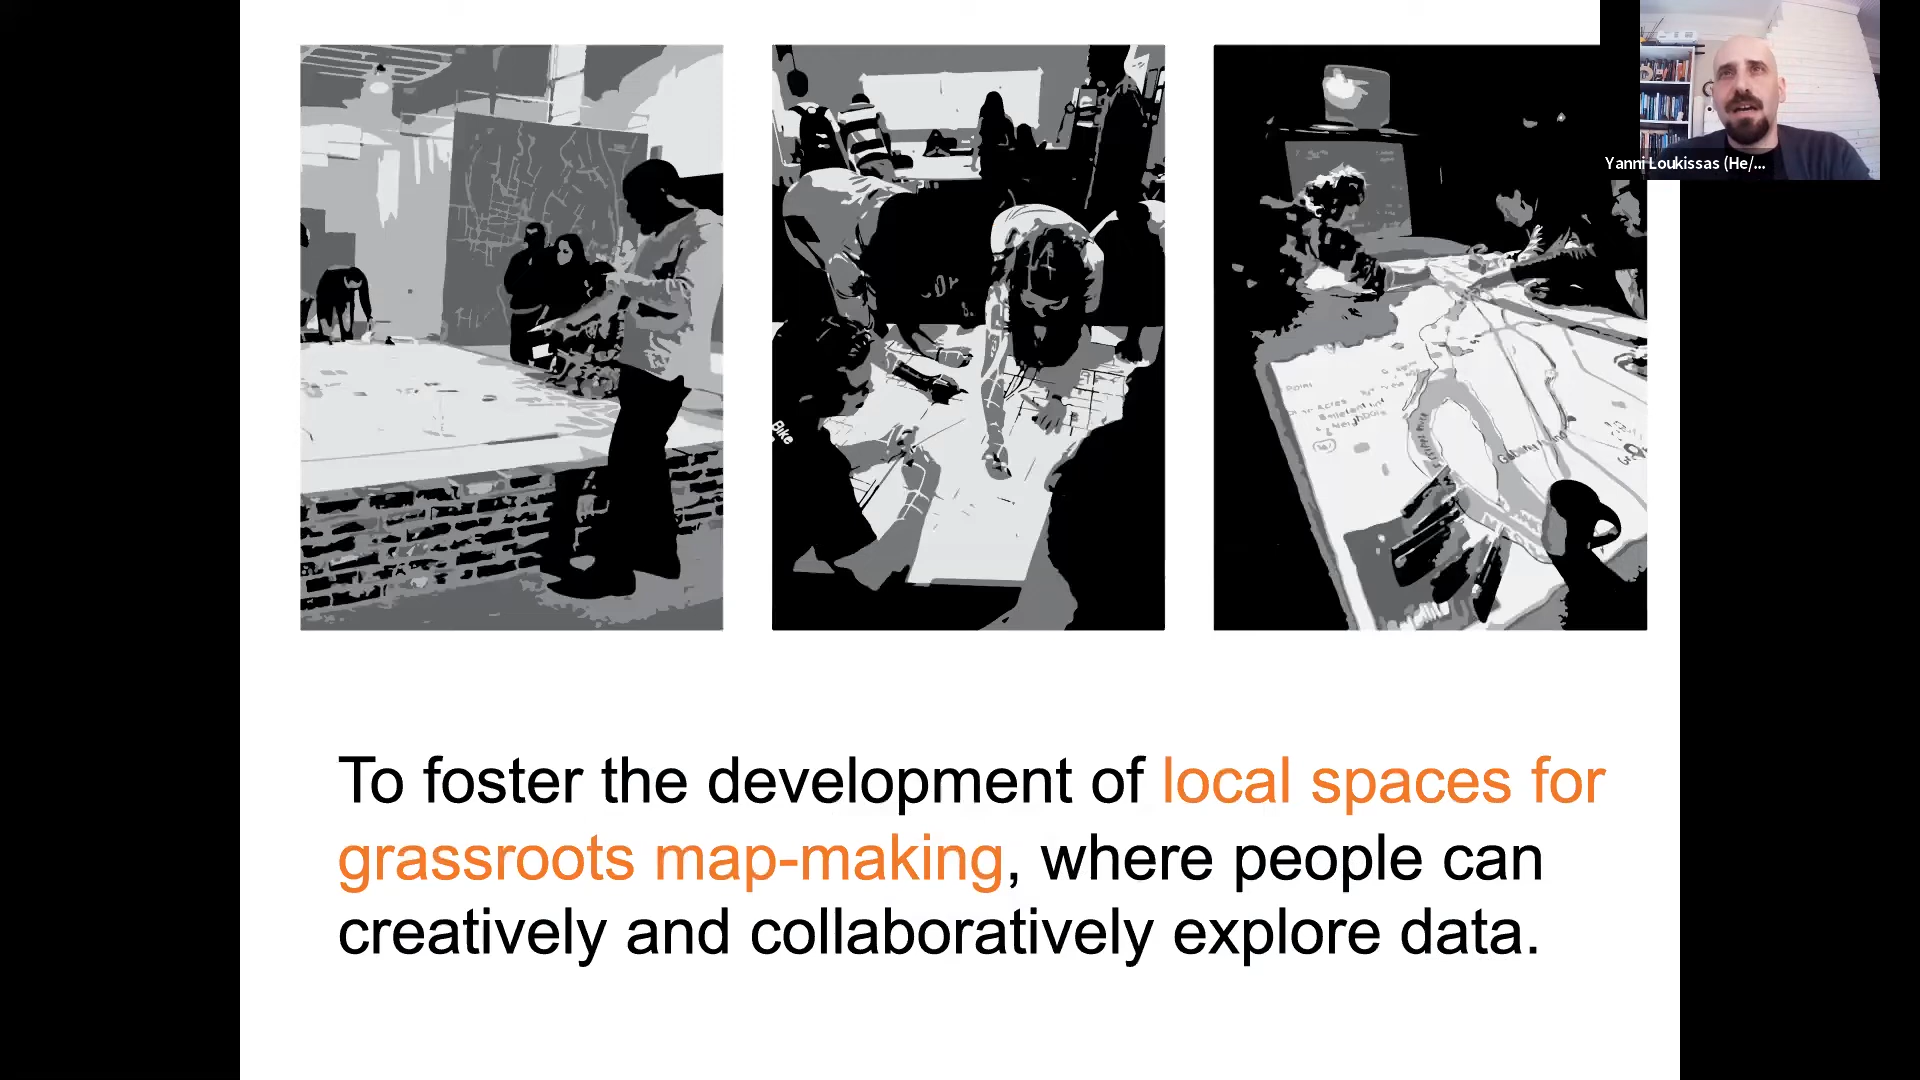 Yanni Loukissas (He/...
Bike
To foster the development of local spaces for
grassroots map-making, where people can
creatively and collaboratively explore data.